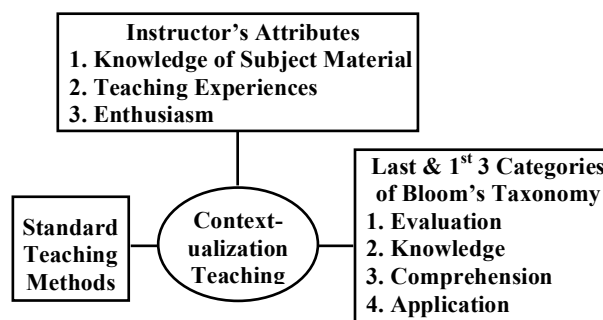 Instructor's Attributes
1. Knowledge of Subject Material
2. Teaching Experiences
3. Enthusiasm
Last & 1st 3 Categories
of Bloom's Taxonomy
1. Evaluation
2. Knowledge
3. Comprehension
4. Application
Standard
Teaching
Methods
Context-
ualization
Teaching